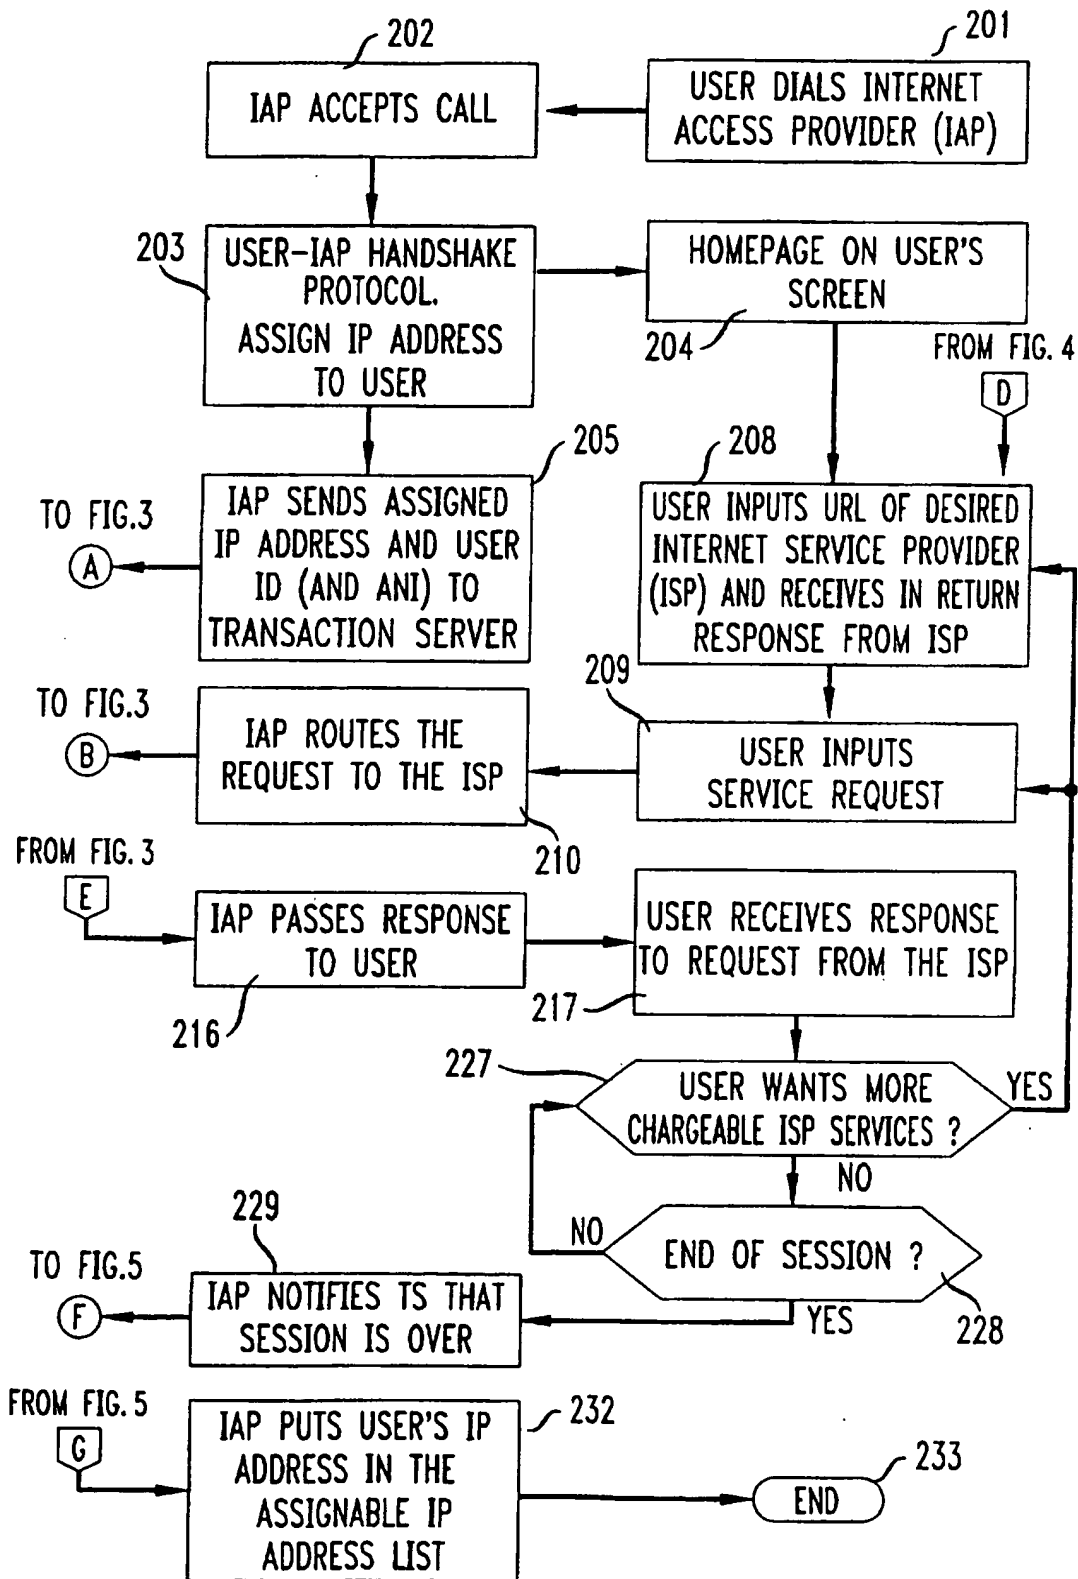 202
201
IAP ACCEPTS CALL
USER DIALS INTERNET
ACCESS PROVIDER (IAP)
203
USER-IAP HANDSHAKE
PROTOCOL.
ASSIGN IP ADDRESS
TO USER
HOMEPAGE ON USER'S
SCREEN
204
FROM FIG. 4
D
205
208
TO FIG.3
A
IAP SENDS ASSIGNED
IP ADDRESS AND USER
ID (AND ANI) TO
TRANSACTION SERVER
USER INPUTS URL OF DESIRED
INTERNET SERVICE PROVIDER
(ISP) AND RECEIVES IN RETURN
RESPONSE FROM ISP
209
TO FIG.3
B
IAP ROUTES THE
REQUEST TO THE ISP
210
USER INPUTS
SERVICE REQUEST
FROM FIG. 3
E
IAP PASSES RESPONSE
TO USER
216
USER RECEIVES RESPONSE
TO REQUEST FROM THE ISP
217
227
USER WANTS MORE
CHARGEABLE ISP SERVICES ?
YES
NO
229
NO
END OF SESSION ?
228
YES
TO FIG.5
F
IAP NOTIFIES TS THAT
SESSION IS OVER
FROM FIG. 5
G
232
IAP PUTS USER'S IP
ADDRESS IN THE
ASSIGNABLE IP
ADDRESS LIST
233
END